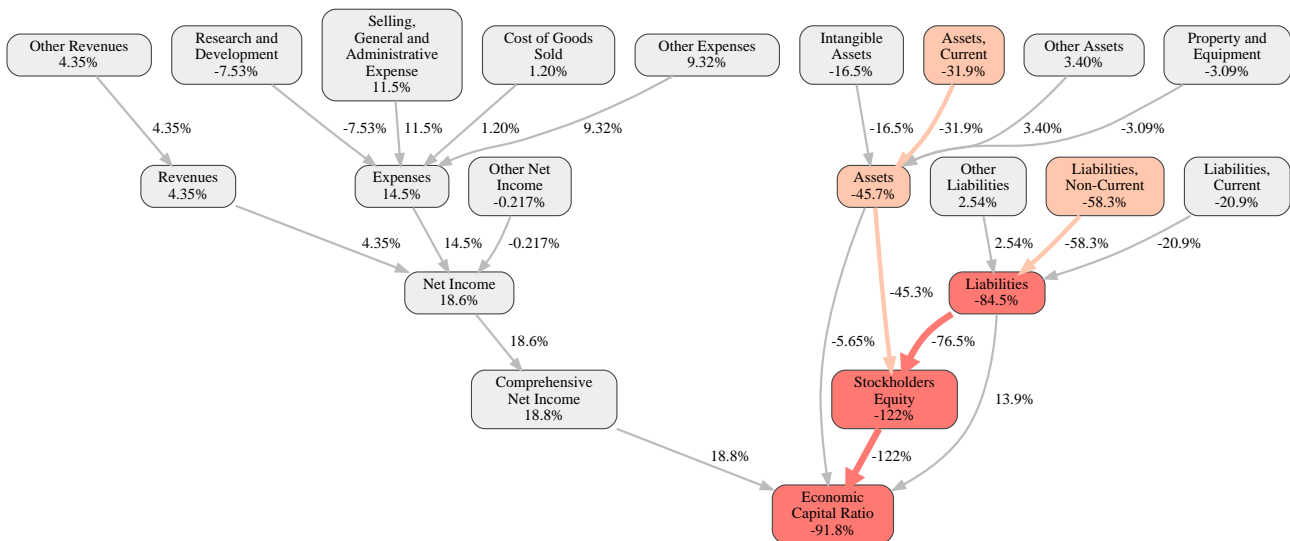 Other Revenues
4.35%
Research and
Development
-7.53%
Selling,
General and
Administrative
Expense
11.5%
Cost of Goods
Sold
1.20%
Other Expenses
9.32%
Intangible
Assets
-16.5%
Assets,
Current
-31.9%
Other Assets
3.40%
Property and
Equipment
-3.09%
4.35%
-7.53%
11.5%
1.20%
9.32%
-16.5%
-31.9%
3.40%
-3.09%
Revenues
4.35%
Expenses
14.5%
Other Net
Income
-0.217%
Assets
-45.7%
Other
Liabilities
2.54%
Liabilities,
Non-Current
-58.3%
Liabilities,
Current
-20.9%
4.35%
14.5%
-0.217%
2.54%
-58.3%
-20.9%
Net Income
18.6%
-45.3%
Liabilities
-84.5%
18.6%
-5.65%
-76.5%
Comprehensive
Net Income
18.8%
Stockholders
Equity
-122%
13.9%
18.8%
-122%
Economic
Capital Ratio
-91.8%